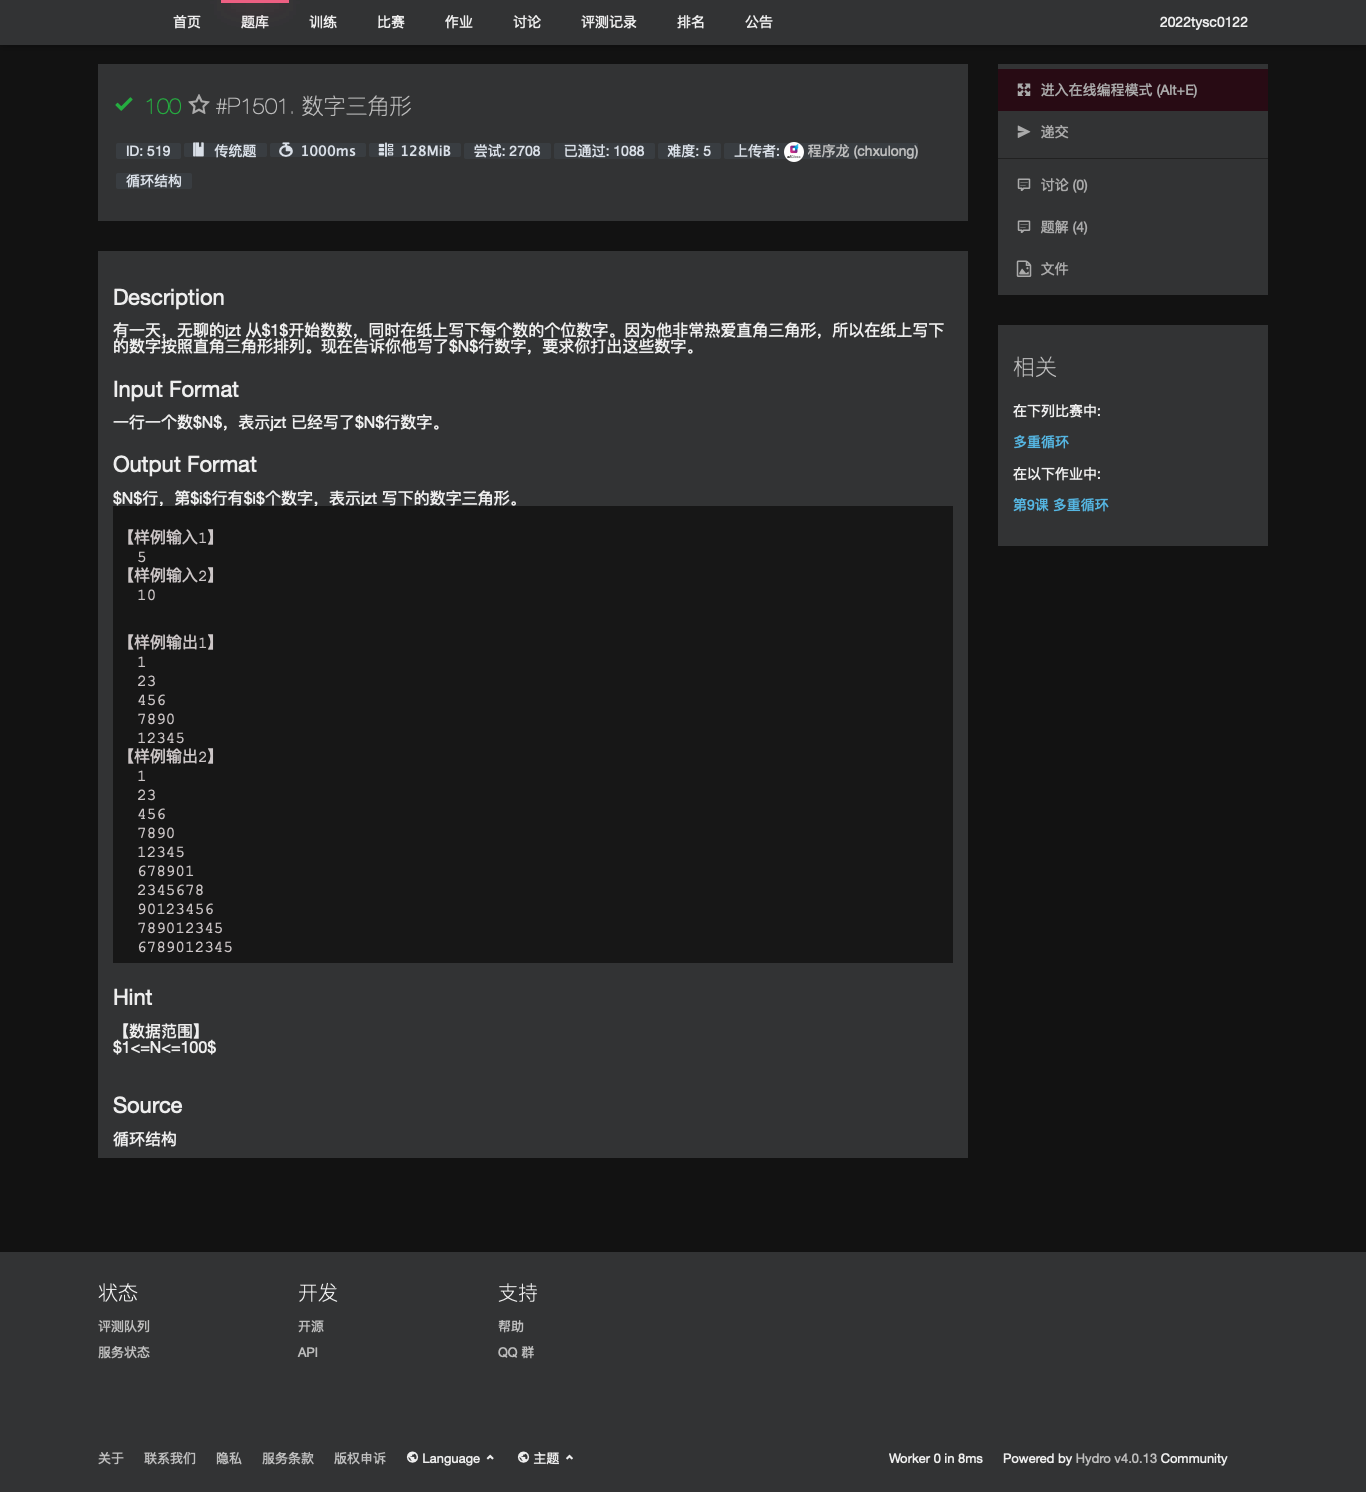 首页 题库 训练 比赛 作业 讨论 评测记录 排名 公告 2022tysc0122
100 #P1501. 数字三角形
ID: 519 传统题 1000ms 128MiB 尝试: 2708 已通过: 1088 难度: 5 上传者: 程序龙 (chxulong)
循环结构
Description
有一天，无聊的jzt 从$1$开始数数，同时在纸上写下每个数的个位数字。因为他非常热爱直角三角形，所以在纸上写下
的数字按照直角三角形排列。现在告诉你他写了$N$行数字，要求你打出这些数字。
Input Format
一行一个数$N$，表示jzt 已经写了$N$行数字。
Output Format
$N$行，第$i$行有$i$个数字，表示jzt 写下的数字三角形。
【样例输入1】
5
【样例输入2】
10
【样例输出1】
1
23
456
7890
12345
【样例输出2】
1
23
456
7890
12345
678901
2345678
90123456
789012345
6789012345
Hint
【数据范围】
$1<=N<=100$
Source
循环结构
进入在线编程模式 (Alt+E)
递交
讨论 (0)
题解 (4)
文件
相关
在下列比赛中:
多重循环
在以下作业中:
第9课 多重循环
状态 开发 支持
评测队列 开源 帮助
服务状态 API QQ 群
关于 联系我们 隐私 服务条款 版权申诉 Language 主题 Worker 0 in 8ms Powered by Hydro v4.0.13 Community